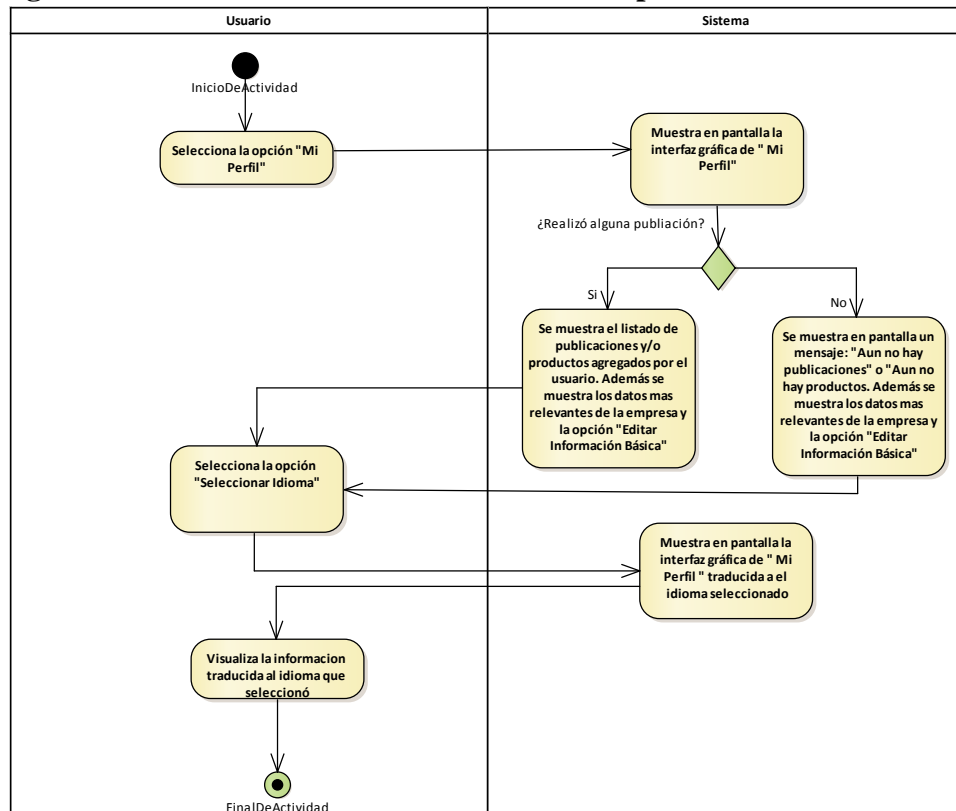 Usuario
Sistema
InicioDeActividad
Selecciona la opción "Mi
Perfil"
Muestra en pantalla la
interfaz gráfica de " Mi
Perfil"
¿Realizó alguna publiación?
Si
No
Se muestra el listado de
publicaciones y/o
productos agregados por el
usuario. Además se
muestra los datos mas
relevantes de la empresa y
la opción "Editar
Información Básica"
Se muestra en pantalla un
mensaje: "Aun no hay
publicaciones" o "Aun no
hay productos. Además se
muestra los datos mas
relevantes de la empresa y
la opción "Editar
Información Básica"
Selecciona la opción
"Seleccionar Idioma"
Muestra en pantalla la
interfaz gráfica de " Mi
Perfil " traducida a el
idioma seleccionado
Visualiza la informacion
traducida al idioma que
seleccionó
FinalDeActividad